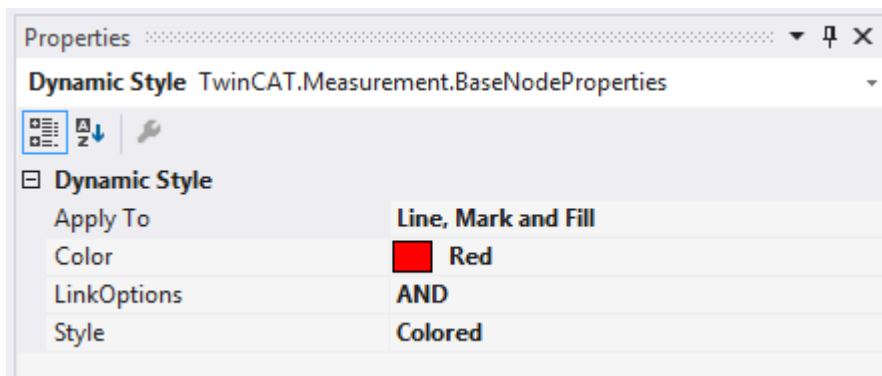 Properties
Dynamic Style TwinCAT.Measurement.BaseNodeProperties
Dynamic Style
Apply To Line, Mark and Fill
Color Red
LinkOptions AND
Style Colored